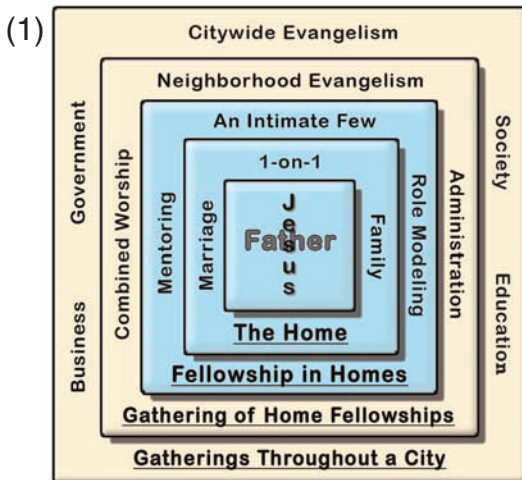 (1)
Citywide Evangelism
Neighborhood Evangelism
An Intimate Few
1-on-1
Government
Business
Combined Worship
Mentoring
Marriage
Jesus
Father
Family
Role Modeling
Administration
Society
Education
The Home
Fellowship in Homes
Gathering of Home Fellowships
Gatherings Throughout a City